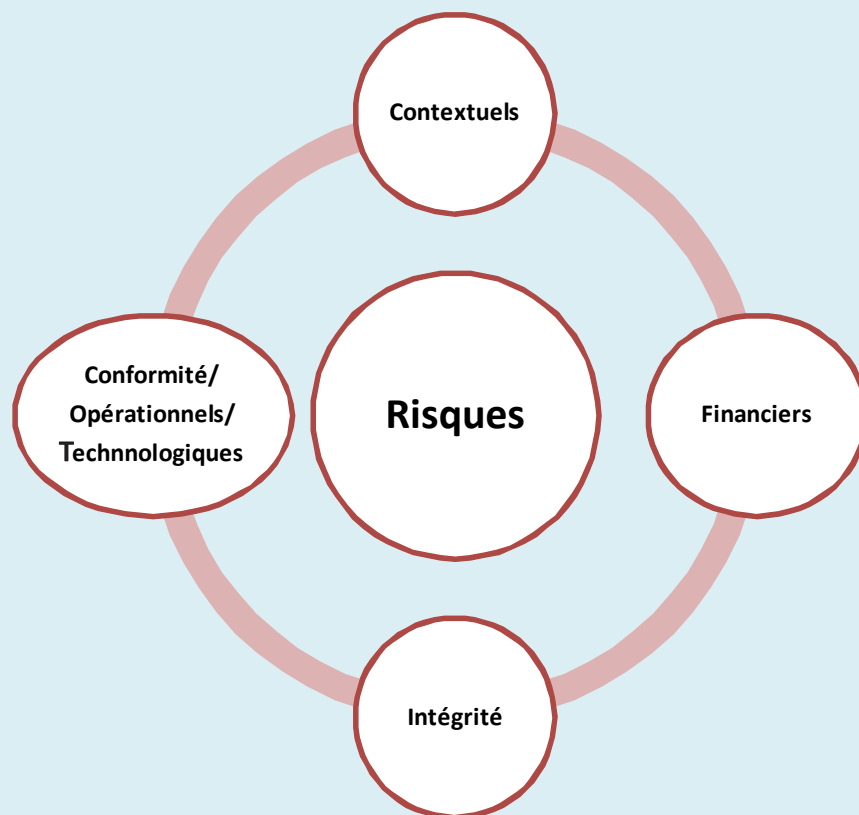 Contextuels
Conformité/
Opérationnels/
Technnologiques
Risques
Financiers
Intégrité